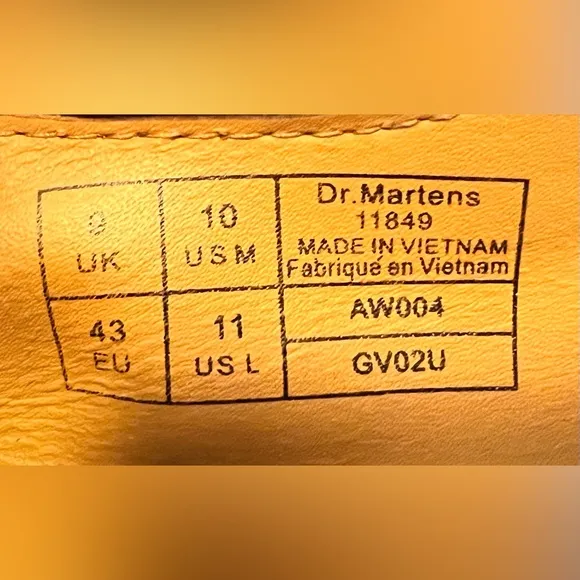 9
UK
10
US M
Dr.Martens
11849
MADE IN VIETNAM
Fabriqué en Vietnam
43
EU
11
US L
AW004
GV02U